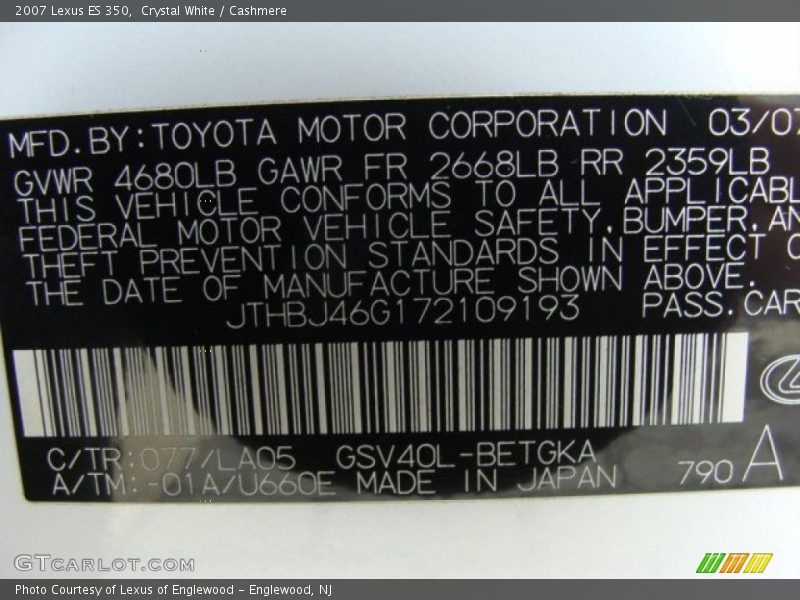 2007 Lexus ES 350,  Crystal White / Cashmere
MFD. BY: TOYOTA MOTOR CORPORATION 03/07
GVWR 4680LB GAWR FR 2668LB RR 2359LB
THIS VEHICLE CONFORMS TO ALL APPLICABL
FEDERAL MOTOR VEHICLE SAFETY, BUMPER, AN
THEFT PREVENTION STANDARDS IN EFFECT O
THE DATE OF MANUFACTURE SHOWN ABOVE.
JTHBJ46G172109193 PASS. CAR
C/TR: 077/LA05 GSV40L-BETGKA
A/TM: -01A/U660E MADE IN JAPAN 790 A
GTCARLOT.COM
Photo Courtesy of Lexus of Englewood - Englewood, NJ